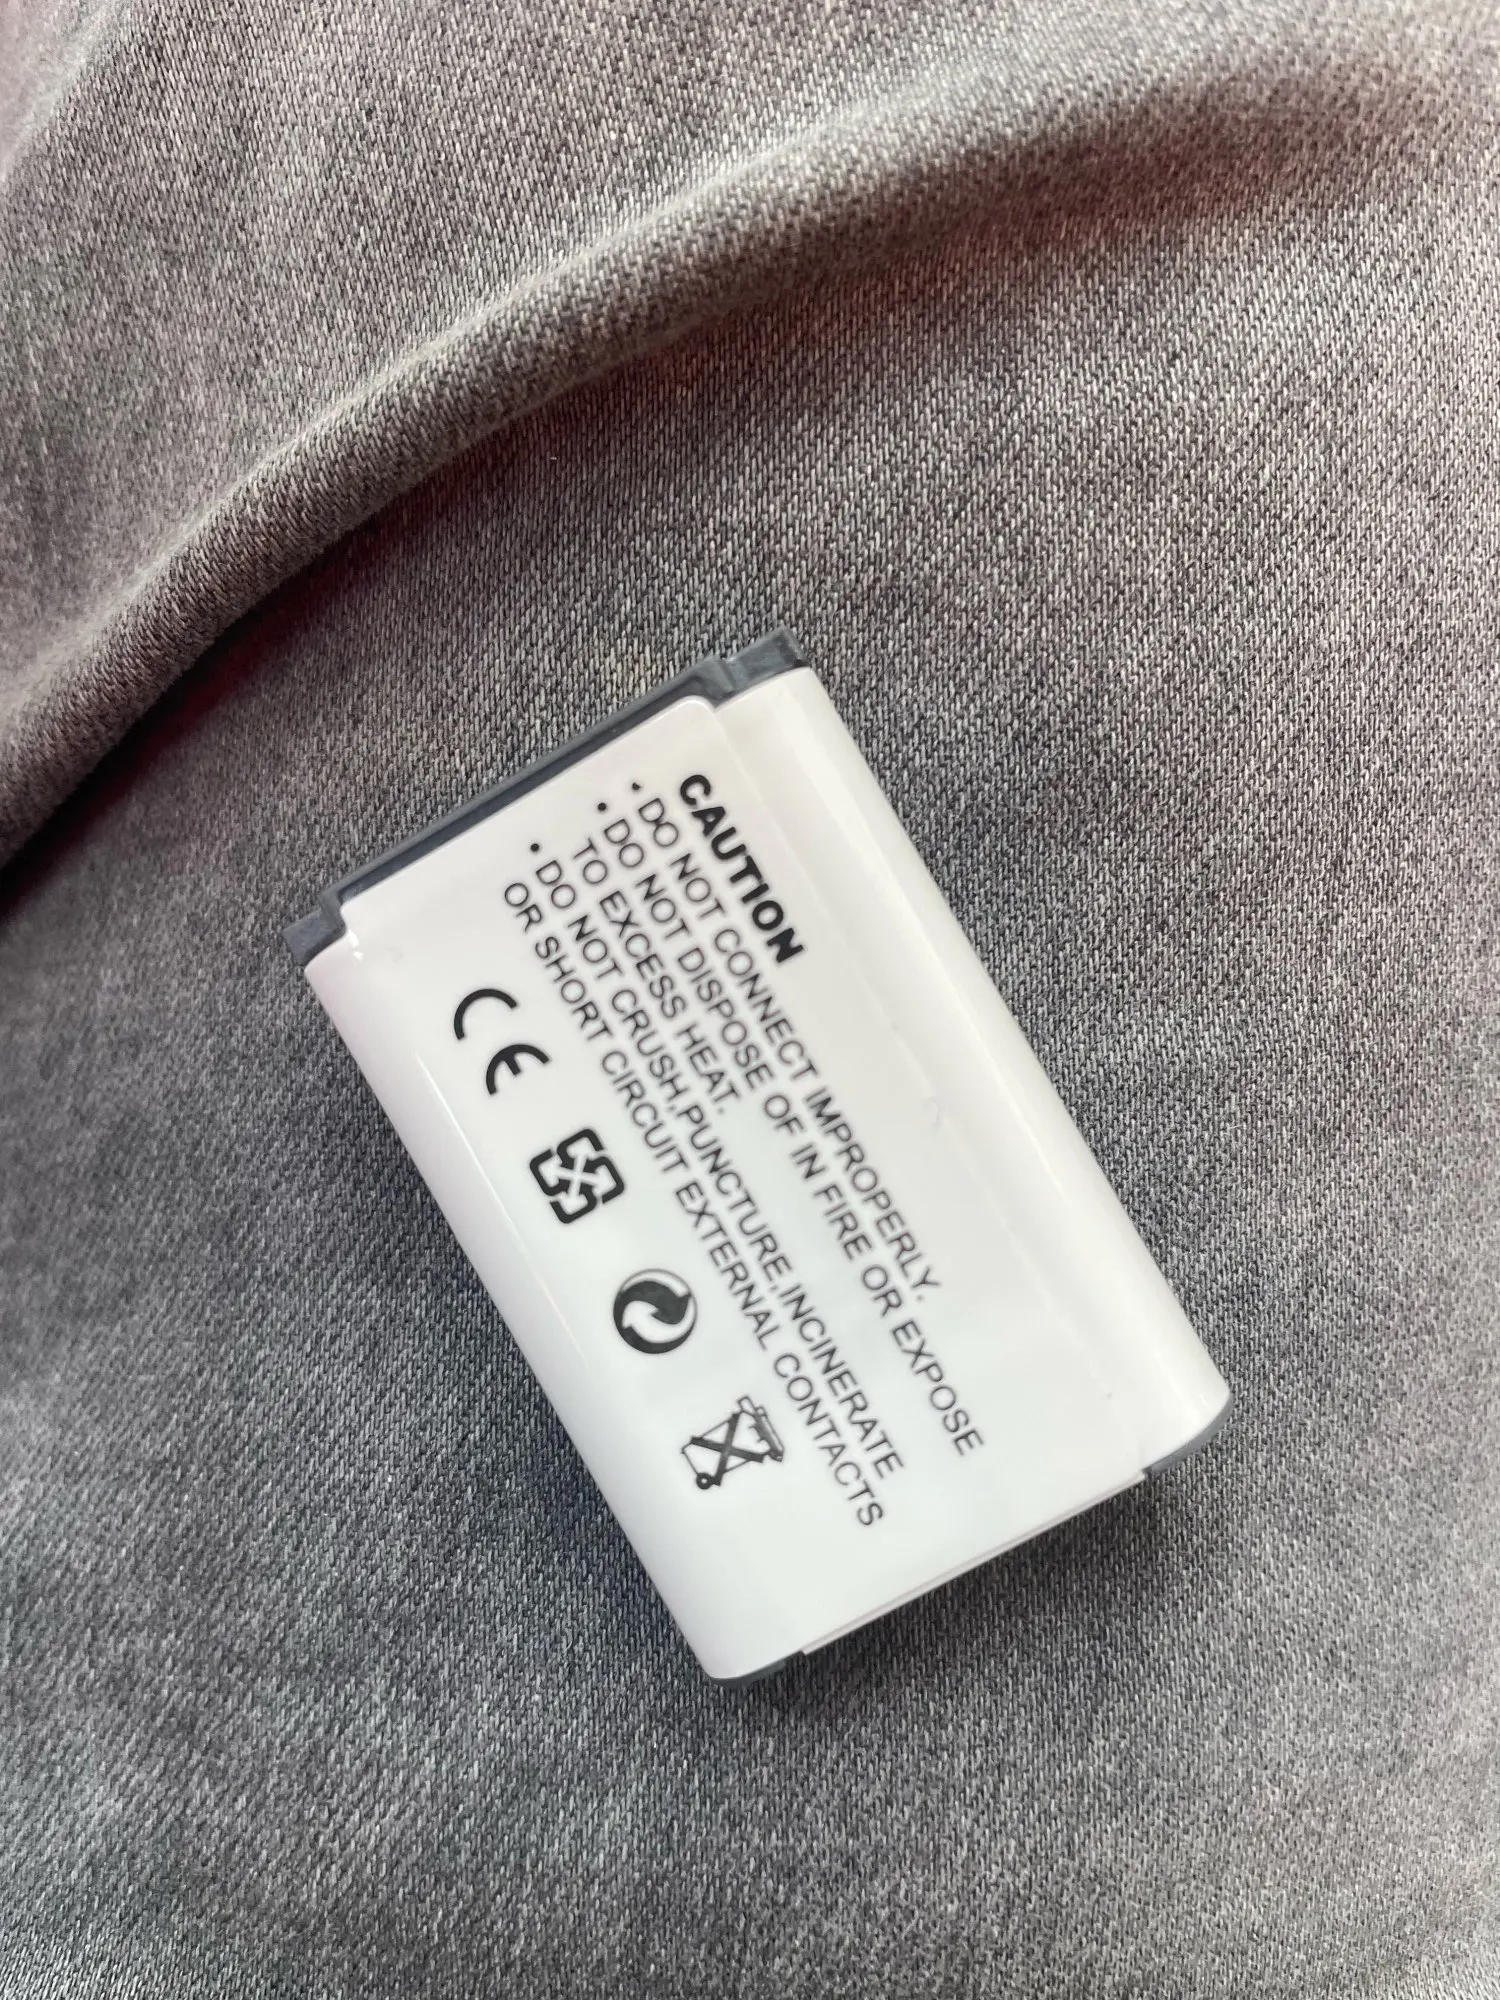 CAUTION
• DO NOT CONNECT IMPROPERLY.
• DO NOT DISPOSE OF IN FIRE OR EXPOSE
TO EXCESS HEAT.
• DO NOT CRUSH,PUNCTURE,INCINERATE
OR SHORT CIRCUIT EXTERNAL CONTACTS
CE